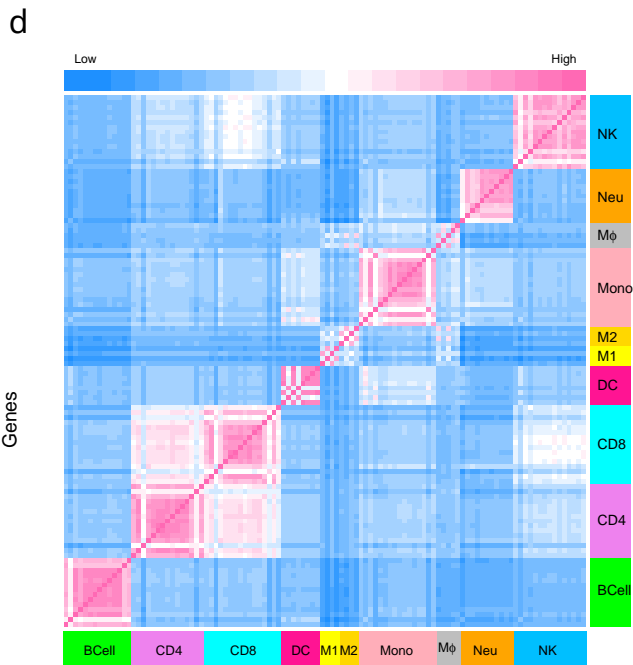 d
Low High
NK
Neu
Mϕ
Mono
M2
M1
DC
CD8
CD4
BCell
Genes
BCell CD4 CD8 DC M1 M2 Mono Mϕ Neu NK